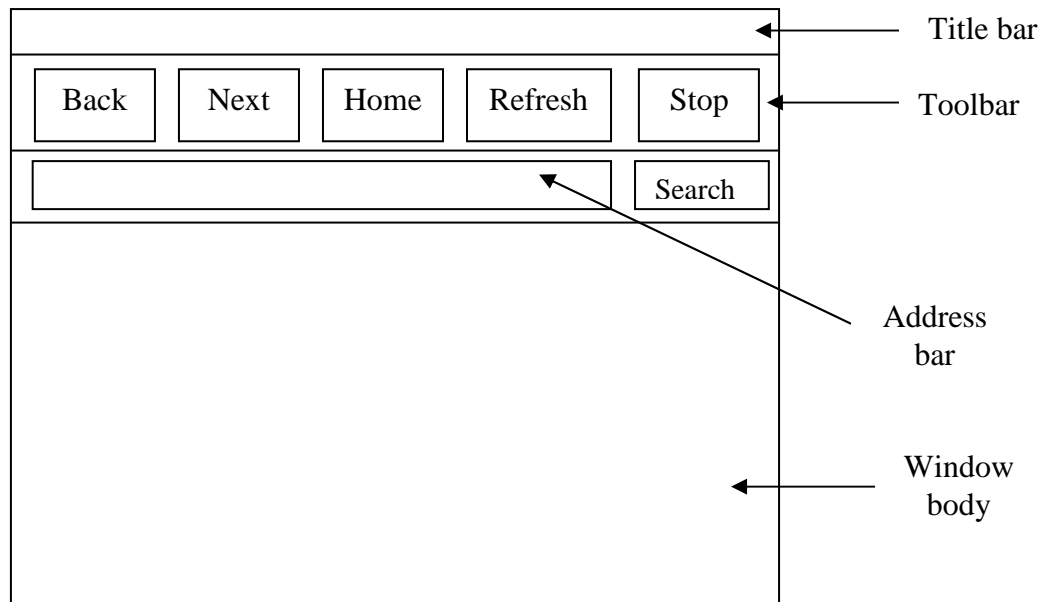 Title bar
Back Next Home Refresh Stop
Toolbar
Search
Address
bar
Window
body